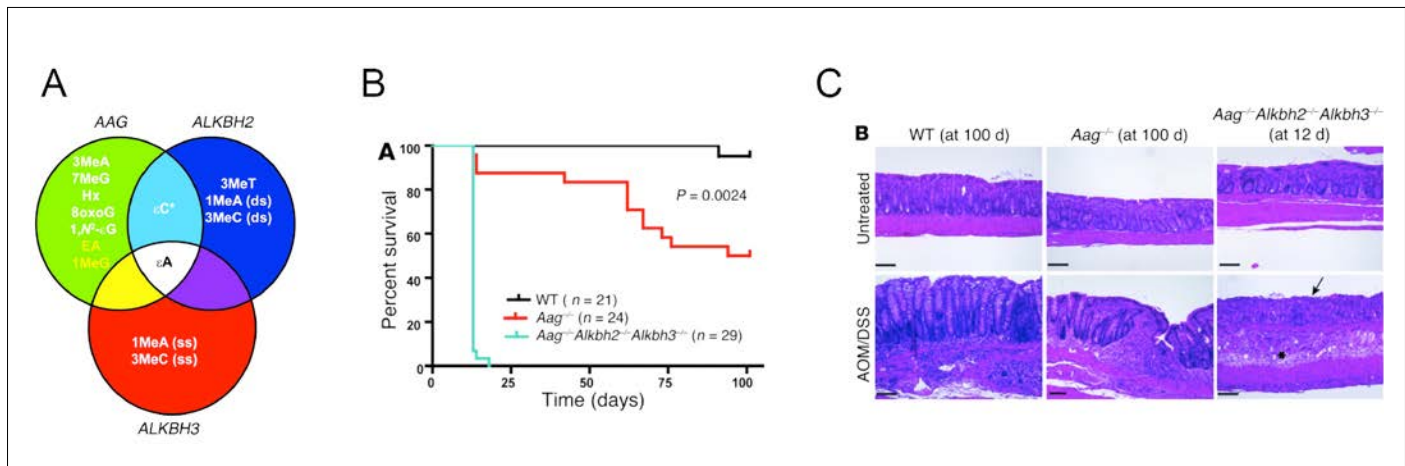 A
AAG
ALKBH2
3MeA
7MeG
Hx
8oxoG
1,N²-εG
EA
1MeG
εC*
3MeT
1MeA (ds)
3MeC (ds)
εA
1MeA (ss)
3MeC (ss)
ALKBH3
B
A
Percent survival
100
80
60
40
20
0
P = 0.0024
WT ( n = 21)
Aag–/– (n = 24)
Aag–/–Alkbh2–/–Alkbh3–/– (n = 29)
0 25 50 75 100
Time (days)
C
B
WT (at 100 d)
Aag–/– (at 100 d)
Aag–/–Alkbh2–/–Alkbh3–/–
(at 12 d)
Untreated
AOM/DSS
*